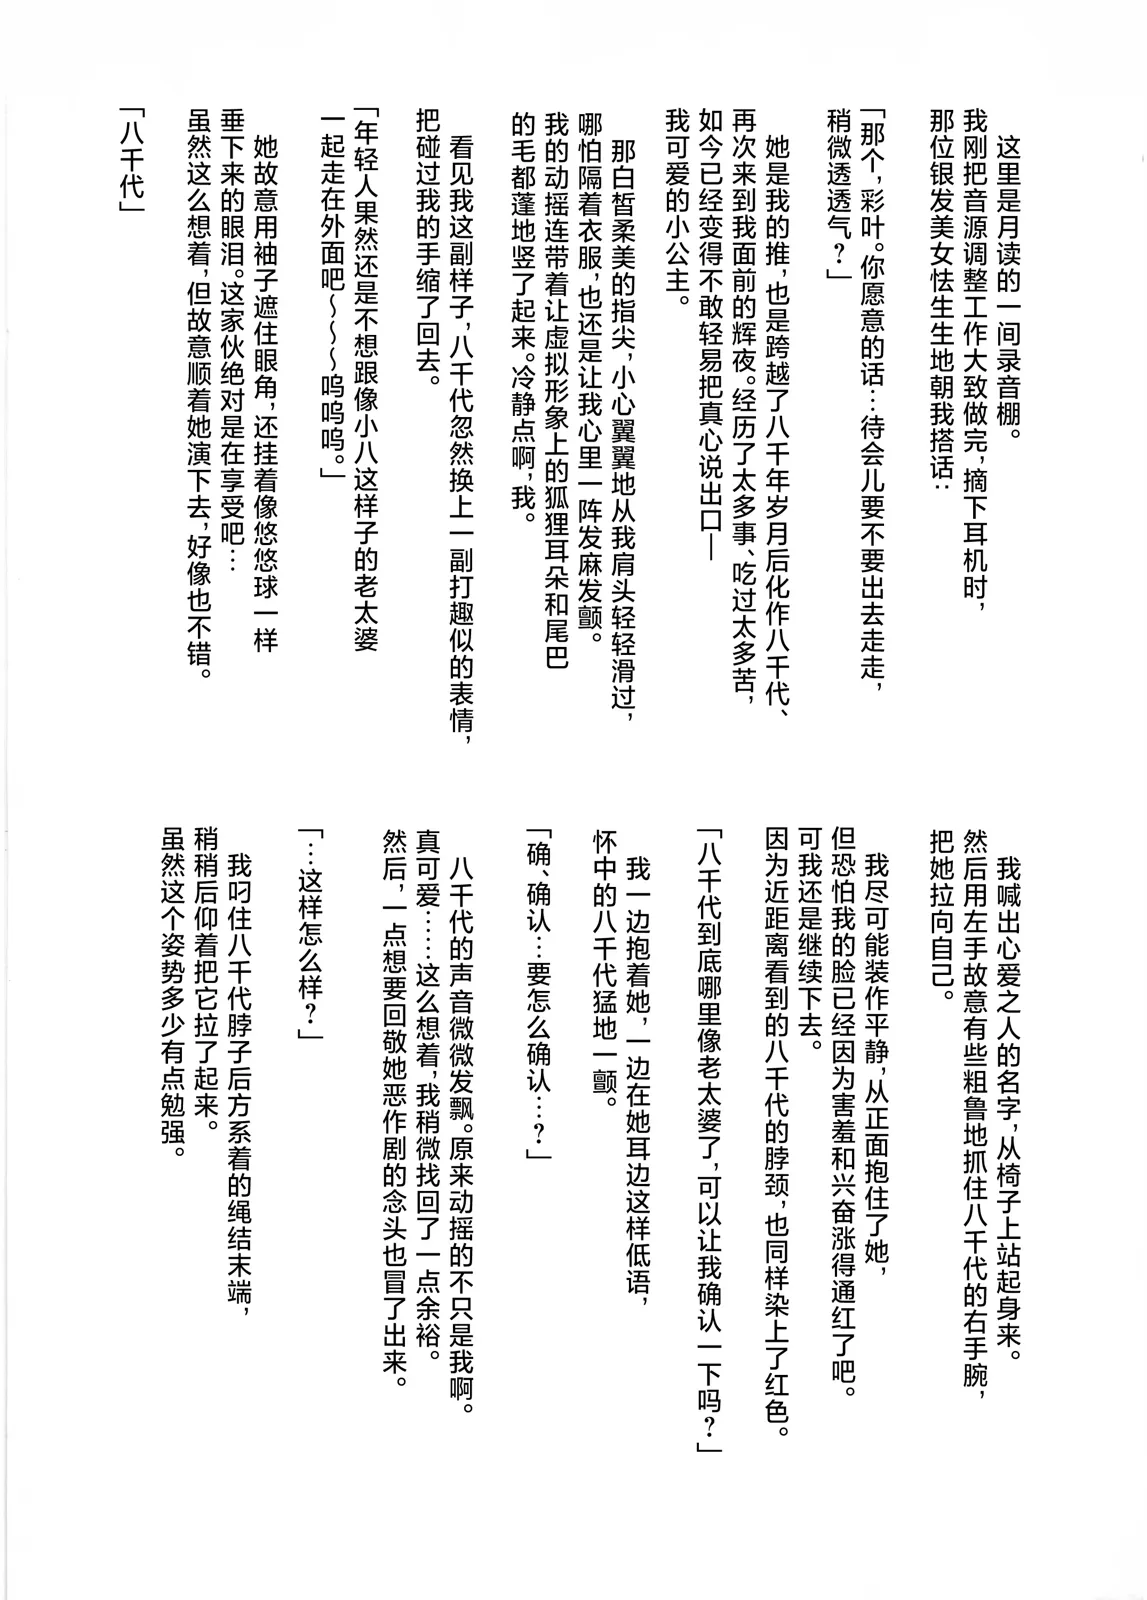 这里是月读的一间录音棚。
我刚把音源调整工作大致做完，摘下耳机时，
那位银发美女怯生生地朝我搭话：
「那个，彩叶。你愿意的话…待会儿要不要出去走走，
稍微透透气？」
她是我的推，也是跨越了八千年岁月后化作八千代、
再次来到我面前的辉夜。经历了太多事、吃过太多苦，
如今已经变得不敢轻易把真心说出口—
我可爱的小公主。
那白皙柔美的指尖，小心翼翼地从我肩头轻轻滑过，
哪怕隔着衣服，也还是让我心里一阵发麻发颤。
我的动摇连带着让虚拟形象上的狐狸耳朵和尾巴
的毛都蓬地竖了起来。冷静点啊，我。
看见我这副样子，八千代忽然换上一副打趣似的表情，
把碰过我的手缩了回去。
「年轻人果然还是不想跟像小八这样子的老太婆
一起走在外面吧～～～呜呜呜。」
她故意用袖子遮住眼角，还挂着像悠悠球一样
垂下来的眼泪。这家伙绝对是在享受吧…
虽然这么想着，但故意顺着她演下去，好像也不错。
「八千代」
我喊出心爱之人的名字，从椅子上站起身来。
然后用左手故意有些粗鲁地抓住八千代的右手腕，
把她拉向自己。
我尽可能装作平静，从正面抱住了她，
但恐怕我的脸已经因为害羞和兴奋涨得通红了吧。
可我还是继续下去。
因为近距离看到的八千代的脖颈，也同样染上了红色。
「八千代到底哪里像老太婆了，可以让我确认一下吗？」
我一边抱着她，一边在她耳边这样低语，
怀中的八千代猛地一颤。
「确、确认…要怎么确认…？」
八千代的声音微微发飘。原来动摇的不只是我啊。
真可爱……这么想着，我稍微找回了一点余裕。
然后，一点想要回敬她恶作剧的念头也冒了出来。
「…这样怎么样？」
我叼住八千代脖子后方系着的绳结末端，
稍稍后仰着把它拉了起来。
虽然这个姿势多少有点勉强。